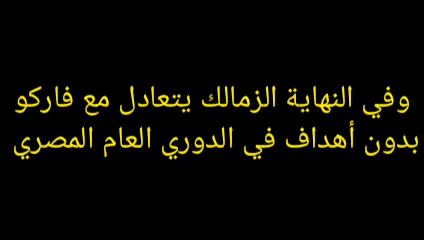 وفي النهاية الزمالك يتعادل مع فاركو
بدون أهداف في الدوري العام المصري